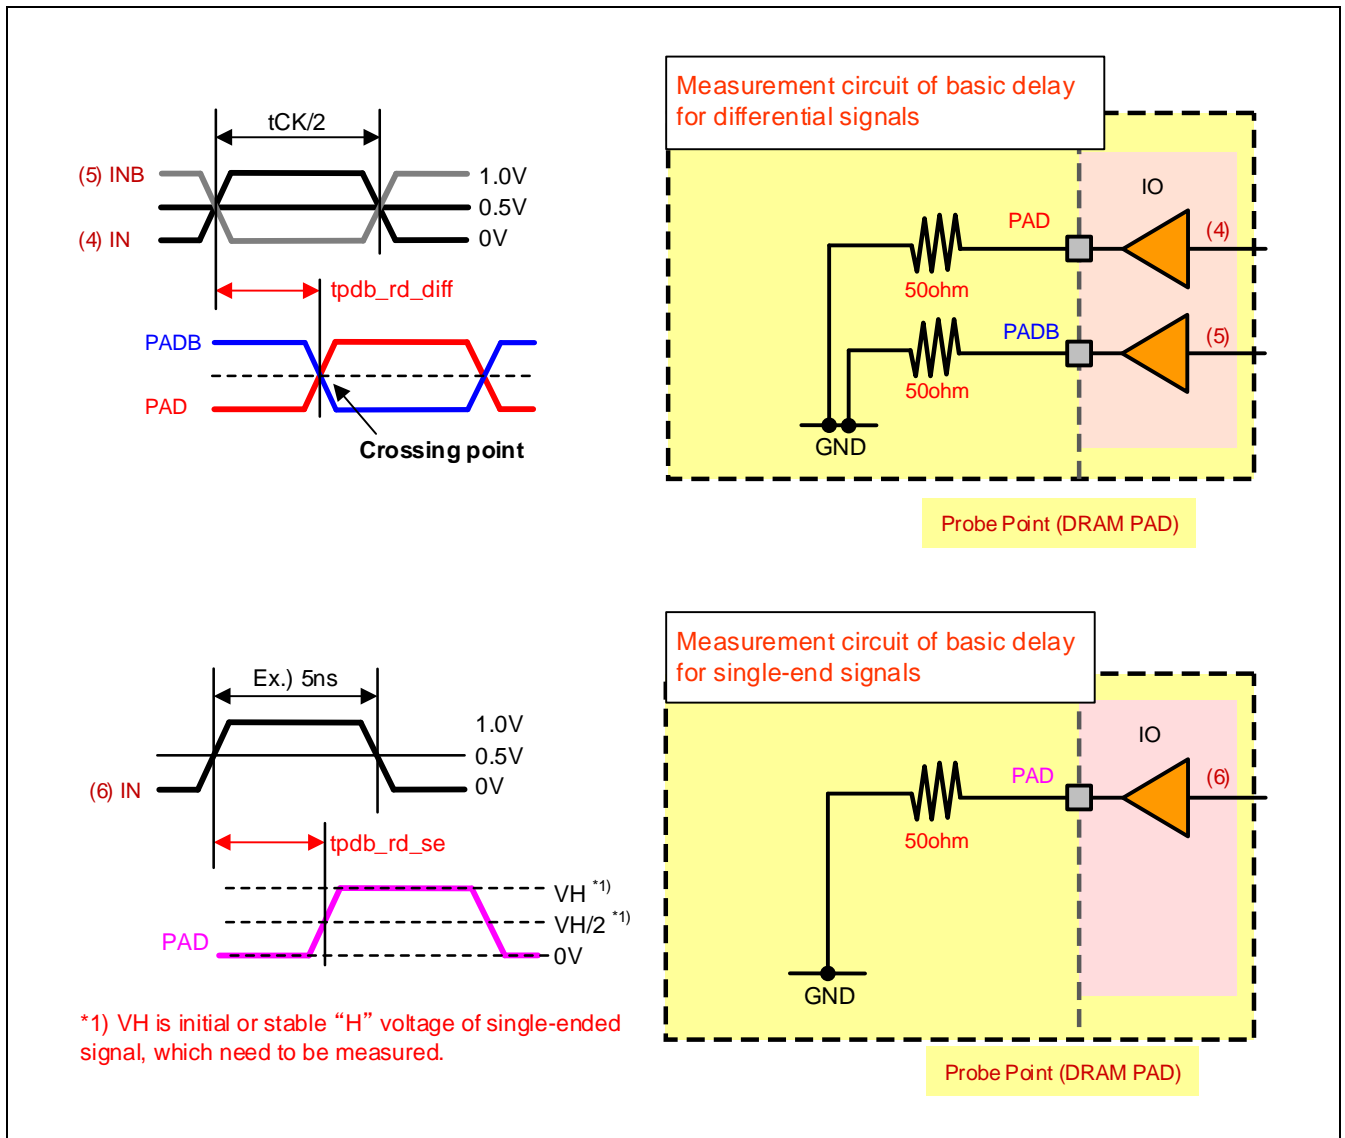 Measurement circuit of basic delay
for differential signals
tCK/2
(5) INB
1.0V
0.5V
(4) IN
0V
tpdb_rd_diff
PADB
PAD
Crossing point
IO
PAD
(4)
50ohm
PADB
(5)
50ohm
GND
Probe Point (DRAM PAD)
Measurement circuit of basic delay
for single-end signals
Ex.) 5ns
1.0V
0.5V
(6) IN
0V
tpdb_rd_se
VH *1)
VH/2 *1)
PAD
0V
IO
PAD
(6)
50ohm
GND
*1) VH is initial or stable “H” voltage of single-ended
signal, which need to be measured.
Probe Point (DRAM PAD)